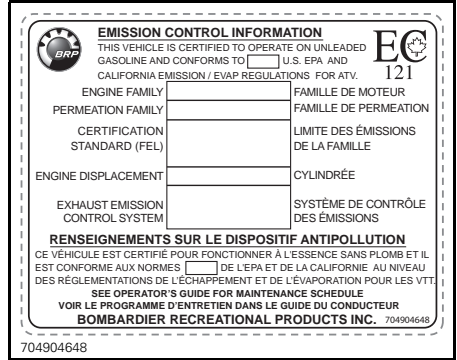 EMISSION CONTROL INFORMATION
BRP
THIS VEHICLE IS CERTIFIED TO OPERATE ON UNLEADED
GASOLINE AND CONFORMS TO U.S. EPA AND
CALIFORNIA EMISSION / EVAP REGULATIONS FOR ATV.
EC
121
ENGINE FAMILY FAMILLE DE MOTEUR
PERMEATION FAMILY FAMILLE DE PERMEATION
CERTIFICATION LIMITE DES ÉMISSIONS
STANDARD (FEL) DE LA FAMILLE
ENGINE DISPLACEMENT CYLINDRÉE
EXHAUST EMISSION SYSTÈME DE CONTRÔLE
CONTROL SYSTEM DES ÉMISSIONS
RENSEIGNEMENTS SUR LE DISPOSITIF ANTIPOLLUTION
CE VÉHICULE EST CERTIFIÉ POUR FONCTIONNER À L'ESSENCE SANS PLOMB ET IL
EST CONFORME AUX NORMES DE L'EPA ET DE LA CALIFORNIE AU NIVEAU
DES RÉGLEMENTATIONS DE L'ÉCHAPPEMENT ET DE L'ÉVAPORATION POUR LES VTT.
SEE OPERATOR'S GUIDE FOR MAINTENANCE SCHEDULE
VOIR LE PROGRAMME D'ENTRETIEN DANS LE GUIDE DU CONDUCTEUR
BOMBARDIER RECREATIONAL PRODUCTS INC. 704904648
704904648